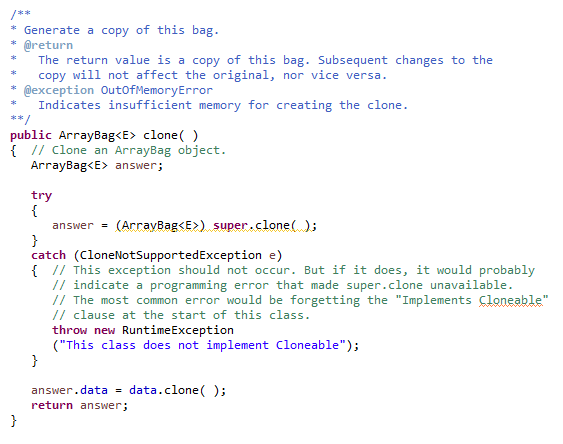 /**
* Generate a copy of this bag.
* @return
*   The return value is a copy of this bag. Subsequent changes to the
*   copy will not affect the original, nor vice versa.
* @exception OutOfMemoryError
*   Indicates insufficient memory for creating the clone.
**/
public ArrayBag<E> clone( )
{  // Clone an ArrayBag object.
   ArrayBag<E> answer;

   try
   {
      answer = (ArrayBag<E>) super.clone( );
   }
   catch (CloneNotSupportedException e)
   {  // This exception should not occur. But if it does, it would probably
      // indicate a programming error that made super.clone unavailable.
      // The most common error would be forgetting the "Implements Cloneable"
      // clause at the start of this class.
      throw new RuntimeException
      ("This class does not implement Cloneable");
   }

   answer.data = data.clone( );
   return answer;
}